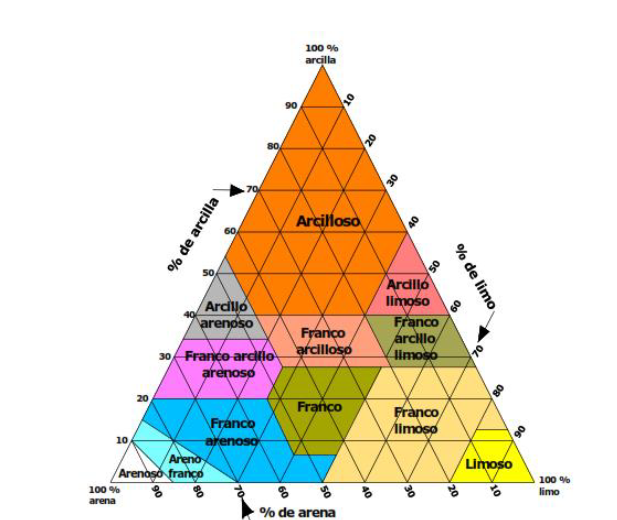 100 %
arcilla
90
10
80
20
70
30
% de arcilla
Arcilloso
60
40
% de limo
50
50
Arcillo
limoso
Arcillo
arenoso
40
60
Franco
arcilloso
Franco
arcillo
limoso
30
70
Franco arcillo
arenoso
20
80
Franco
Franco
limoso
Franco
arenoso
10
90
Areno
franco
Arenoso
Limoso
100 %
arena
90
80
70
60
50
40
30
20
10
100 %
limo
% de arena